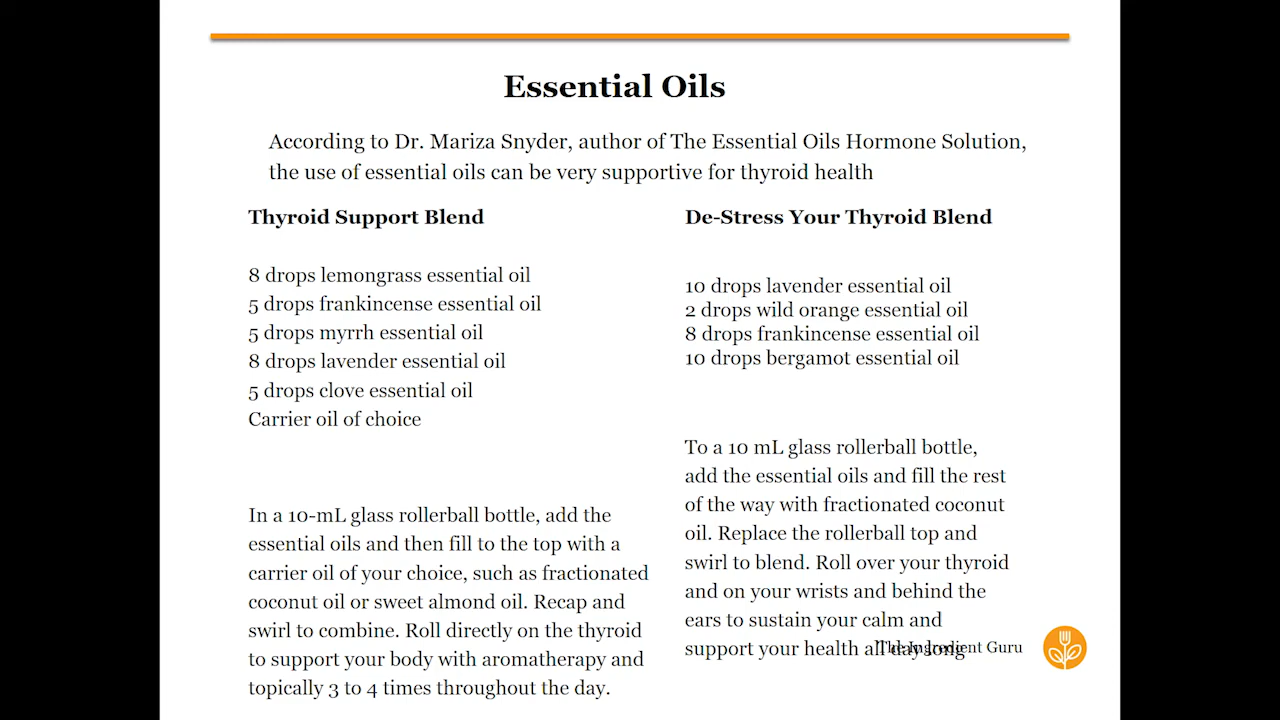 Essential Oils
According to Dr. Mariza Snyder, author of The Essential Oils Hormone Solution,
the use of essential oils can be very supportive for thyroid health
Thyroid Support Blend
8 drops lemongrass essential oil
5 drops frankincense essential oil
5 drops myrrh essential oil
8 drops lavender essential oil
5 drops clove essential oil
Carrier oil of choice
In a 10-mL glass rollerball bottle, add the
essential oils and then fill to the top with a
carrier oil of your choice, such as fractionated
coconut oil or sweet almond oil. Recap and
swirl to combine. Roll directly on the thyroid
to support your body with aromatherapy and
topically 3 to 4 times throughout the day.
De-Stress Your Thyroid Blend
10 drops lavender essential oil
2 drops wild orange essential oil
8 drops frankincense essential oil
10 drops bergamot essential oil
To a 10 mL glass rollerball bottle,
add the essential oils and fill the rest
of the way with fractionated coconut
oil. Replace the rollerball top and
swirl to blend. Roll over your thyroid
and on your wrists and behind the
ears to sustain your calm and
support your health all day long
The Ingredient Guru